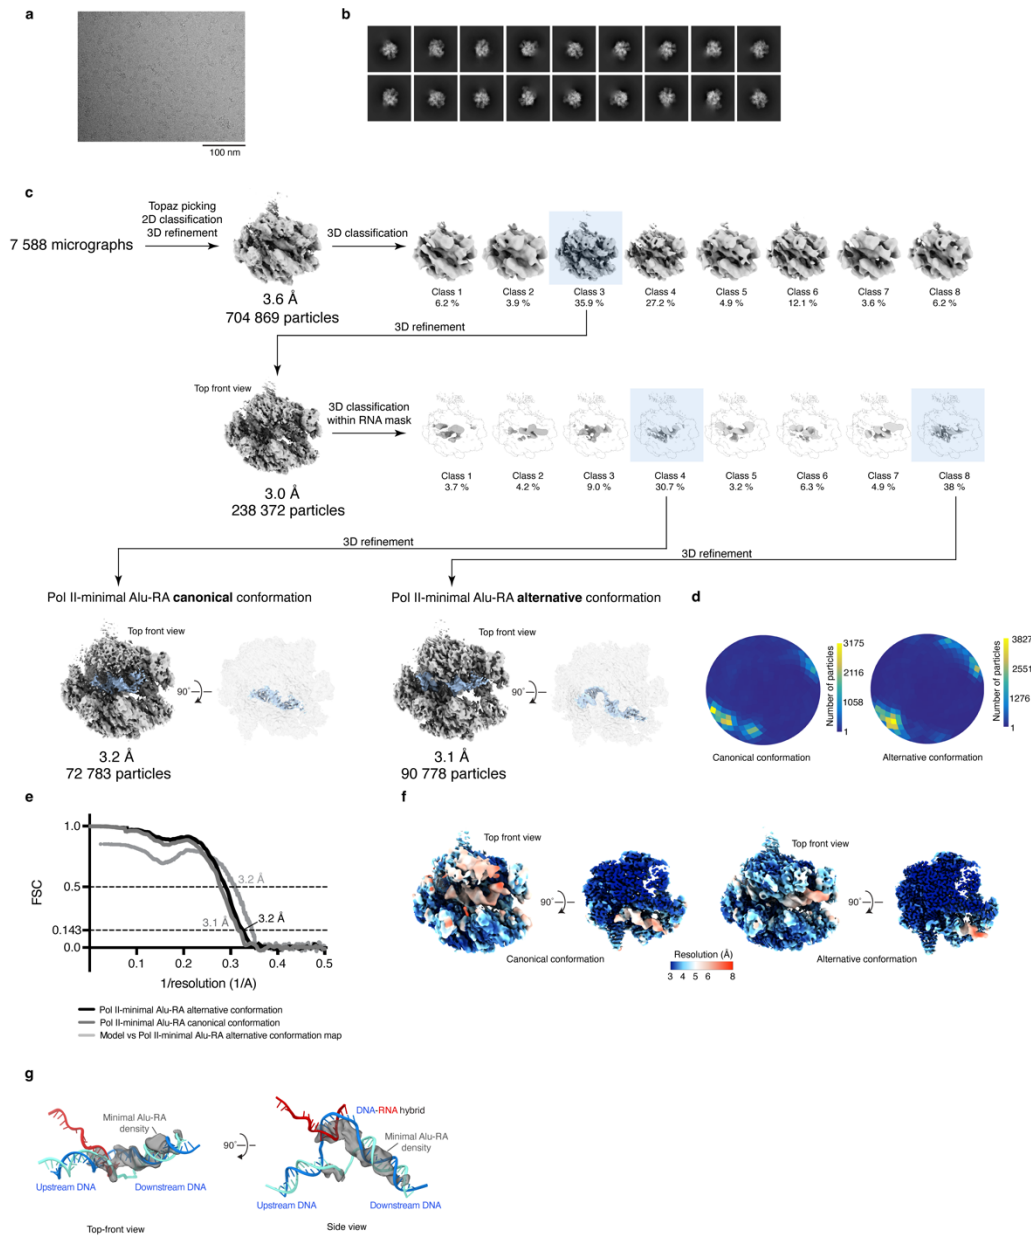 a
b
100 nm
c
7 588 micrographs
Topaz picking
2D classification
3D refinement
3D classification
3.6 Å
704 869 particles
Class 1
6.2 %
Class 2
3.9 %
Class 3
35.9 %
Class 4
27.2 %
Class 5
4.9 %
Class 6
12.1 %
Class 7
3.6 %
Class 8
6.2 %
3D refinement
Top front view
3D classification
within RNA mask
3.0 Å
238 372 particles
Class 1
3.7 %
Class 2
4.2 %
Class 3
9.0 %
Class 4
30.7 %
Class 5
3.2 %
Class 6
6.3 %
Class 7
4.9 %
Class 8
38 %
3D refinement
3D refinement
Pol II-minimal Alu-RA canonical conformation
Top front view
90°
3.2 Å
72 783 particles
Pol II-minimal Alu-RA alternative conformation
Top front view
90°
3.1 Å
90 778 particles
d
3175
2116
1058
1
Number of particles
Canonical conformation
3827
2551
1276
1
Number of particles
Alternative conformation
e
FSC
1.0
0.5
0.143
0.0
3.2 Å
3.1 Å
3.2 Å
0.1
0.2
0.3
0.4
0.5
1/resolution (1/A)
Pol II-minimal Alu-RA alternative conformation
Pol II-minimal Alu-RA canonical conformation
Model vs Pol II-minimal Alu-RA alternative conformation map
f
Top front view
90°
Canonical conformation
Top front view
90°
Alternative conformation
Resolution (Å)
3 4 5 6 8
g
Minimal Alu-RA
density
Upstream DNA
Downstream DNA
Top-front view
90°
DNA-RNA hybrid
Minimal Alu-RA
density
Upstream DNA
Downstream DNA
Side view